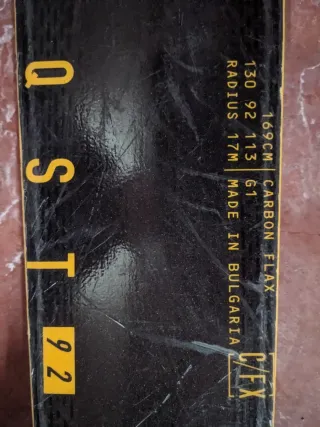 169CM | CARBON FLAX
130 92 113 | G1
RADIUS 17M | MADE IN BULGARIA
C/FX
QST 92